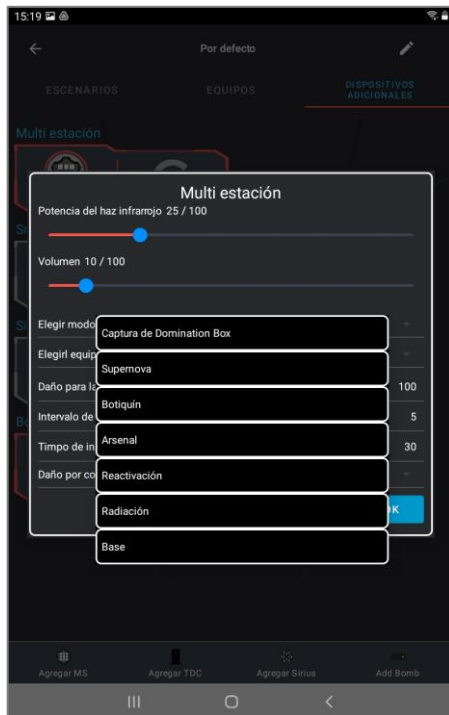 15:19
Por defecto
ESCENARIOS
EQUIPOS
DISPOSITIVOS
ADICIONALES
Multi estación
Multi estación
Potencia del haz infrarrojo 25 / 100
Volumen 10 / 100
Elegir modo
Captura de Domination Box
Elegirl equip
Supernova
Daño para la
100
Botiquín
Intervalo de
5
Arsenal
Timpo de in
30
Reactivación
Daño por co
Radiación
OK
Base
Agregar MS
Agregar TDC
Agregar Sirius
Add Bomb